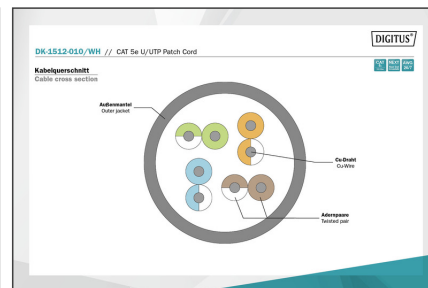 DIGITUS®
DK-1512-010/WH // CAT 5e U/UTP Patch Cord
Kabelquerschnitt
Cable cross section
Außenmantel
Outer jacket
Cu-Draht
Cu-Wire
Adernpaare
Twisted pair